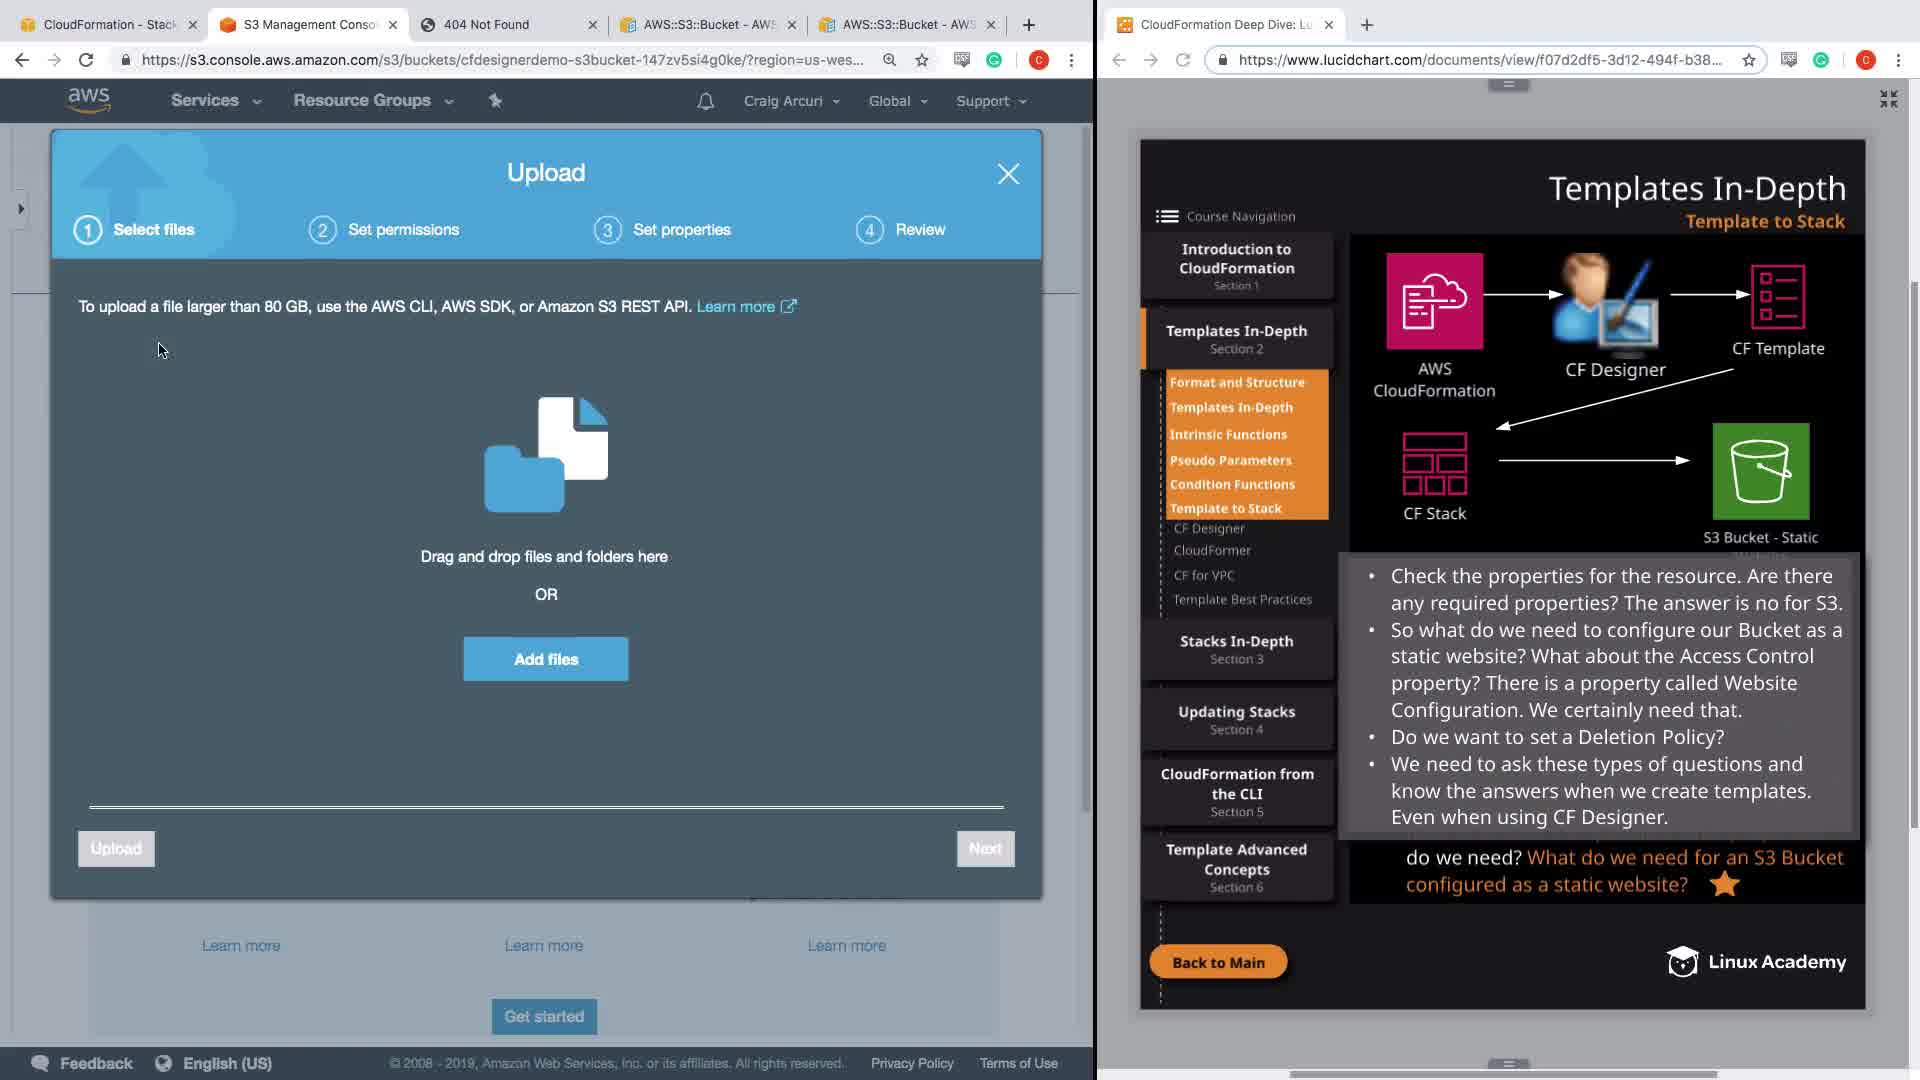 CloudFormation - Stack
S3 Management Conso
404 Not Found
AWS::S3::Bucket - AWS
AWS::S3::Bucket - AWS
https://s3.console.aws.amazon.com/s3/buckets/cfdesignerdemo-s3bucket-147zv5si4g0ke/?region=us-wes...
aws
Services
Resource Groups
Craig Arcuri
Global
Support
Upload
1 Select files
2 Set permissions
3 Set properties
4 Review
To upload a file larger than 80 GB, use the AWS CLI, AWS SDK, or Amazon S3 REST API. Learn more
Drag and drop files and folders here
OR
Add files
Upload
Next
Learn more
Learn more
Learn more
Get started
Feedback
English (US)
© 2008 - 2019, Amazon Web Services, Inc. or its affiliates. All rights reserved.
Privacy Policy
Terms of Use
CloudFormation Deep Dive: Lu
https://www.lucidchart.com/documents/view/f07d2df5-3d12-494f-b38...
C
C
Templates In-Depth
Template to Stack
Course Navigation
Introduction to
CloudFormation
Section 1
Templates In-Depth
Section 2
Format and Structure
Templates In-Depth
Intrinsic Functions
Pseudo Parameters
Condition Functions
Template to Stack
CF Designer
CloudFormer
CF for VPC
Template Best Practices
Stacks In-Depth
Section 3
Updating Stacks
Section 4
CloudFormation from
the CLI
Section 5
Template Advanced
Concepts
Section 6
Back to Main
AWS
CloudFormation
CF Designer
CF Template
CF Stack
S3 Bucket - Static
• Check the properties for the resource. Are there
any required properties? The answer is no for S3.
• So what do we need to configure our Bucket as a
static website? What about the Access Control
property? There is a property called Website
Configuration. We certainly need that.
• Do we want to set a Deletion Policy?
• We need to ask these types of questions and
know the answers when we create templates.
Even when using CF Designer.
do we need? What do we need for an S3 Bucket
configured as a static website?
Linux Academy